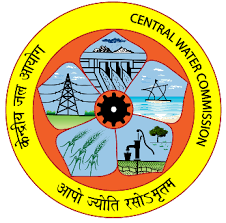 केन्द्रीय जल आयोग
CENTRAL WATER COMMISSION
आपो ज्योति रसोऽमृतम